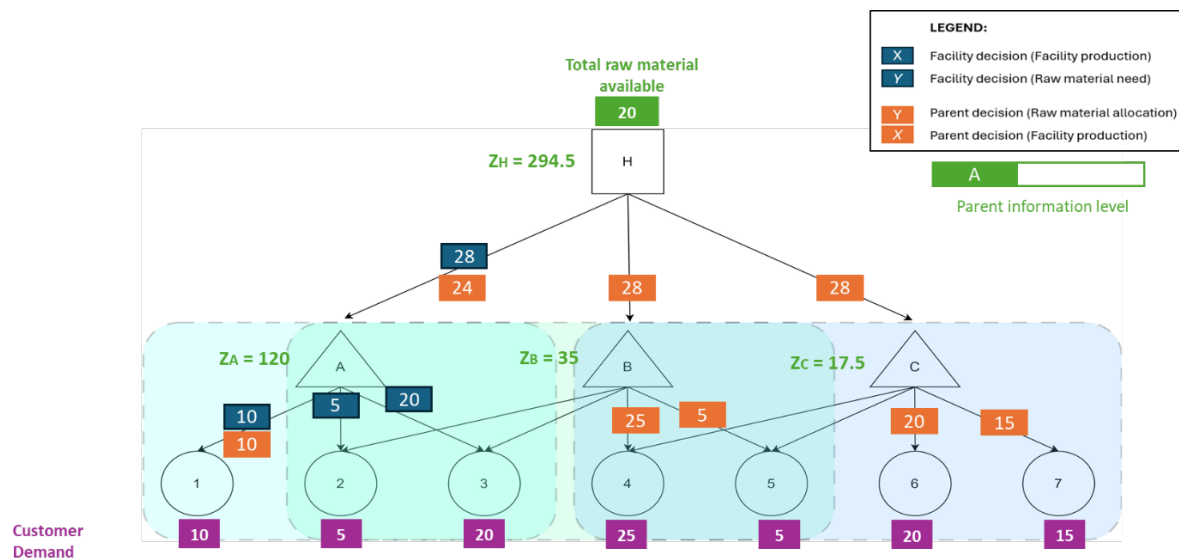 LEGEND:
X Facility decision (Facility production)
Y Facility decision (Raw material need)
Y Parent decision (Raw material allocation)
X Parent decision (Facility production)
A
Parent information level
Total raw material
available
20
ZH = 294.5
H
28
24
28
28
ZA = 120
A
ZB = 35
B
ZC = 17.5
C
10
5
20
10
25
5
20
15
1
2
3
4
5
6
7
Customer
Demand
10
5
20
25
5
20
15